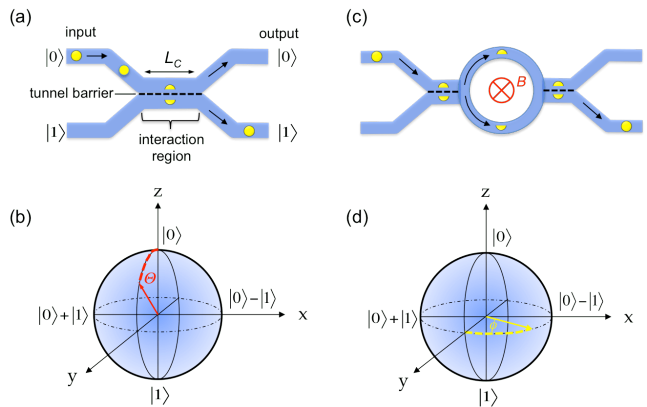 (a)
input
output
|0⟩
L_C
|0⟩
tunnel barrier
|1⟩
interaction
region
|1⟩
(c)
B
(b)
z
|0⟩
Θ
|0⟩+|1⟩
|0⟩−|1⟩
x
y
|1⟩
(d)
z
|0⟩
φ
|0⟩+|1⟩
|0⟩−|1⟩
x
y
|1⟩